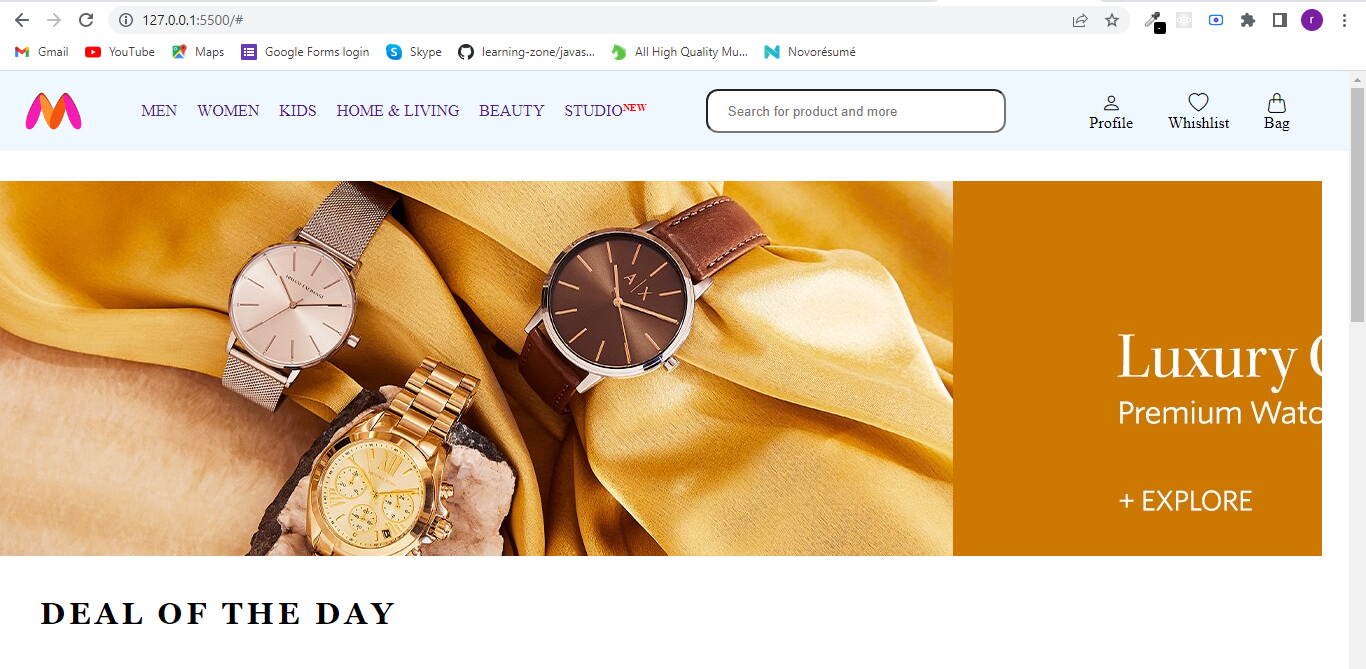 127.0.0.1:5500/#
r
Gmail YouTube Maps Google Forms login Skype learning-zone/javas... All High Quality Mu... Novorésumé
MEN WOMEN KIDS HOME & LIVING BEAUTY STUDIO NEW Search for product and more Profile Whishlist Bag
ARMANI EXCHANGE
A|X
Luxury
Premium Watc
+ EXPLORE
DEAL OF THE DAY